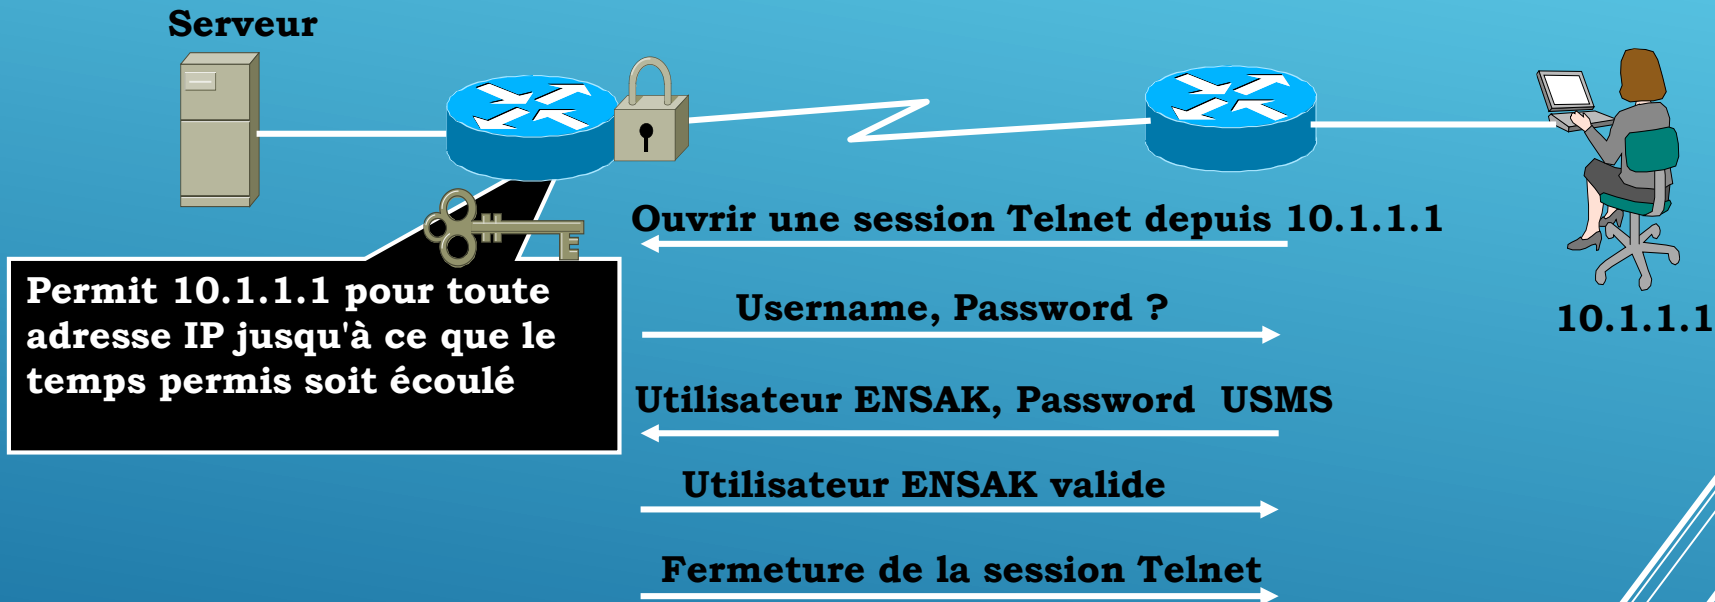 Serveur
Ouvrir une session Telnet depuis 10.1.1.1
Permit 10.1.1.1 pour toute
adresse IP jusqu'à ce que le
temps permis soit écoulé
Username, Password ?
10.1.1.1
Utilisateur ENSAK, Password USMS
Utilisateur ENSAK valide
Fermeture de la session Telnet